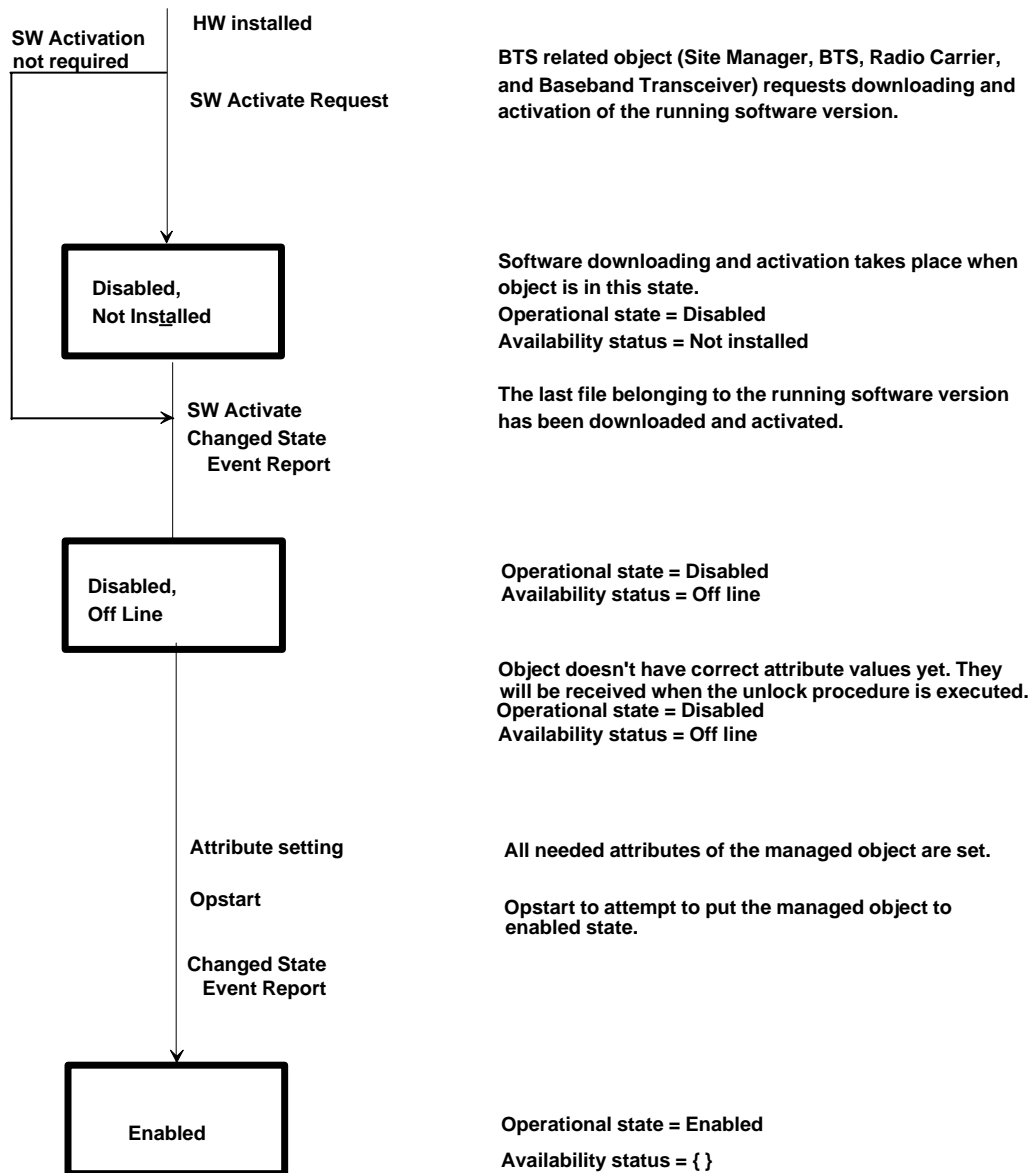 HW installed
SW Activation
not required
BTS related object (Site Manager, BTS, Radio Carrier,
and Baseband Transceiver) requests downloading and
activation of the running software version.
SW Activate Request
Disabled,
Not Installed
Software downloading and activation takes place when
object is in this state.
Operational state = Disabled
Availability status = Not installed
SW Activate
Changed State
Event Report
The last file belonging to the running software version
has been downloaded and activated.
Disabled,
Off Line
Operational state = Disabled
Availability status = Off line
Object doesn't have correct attribute values yet. They
will be received when the unlock procedure is executed.
Operational state = Disabled
Availability status = Off line
Attribute setting
All needed attributes of the managed object are set.
Opstart
Opstart to attempt to put the managed object to
enabled state.
Changed State
Event Report
Enabled
Operational state = Enabled
Availability status = { }